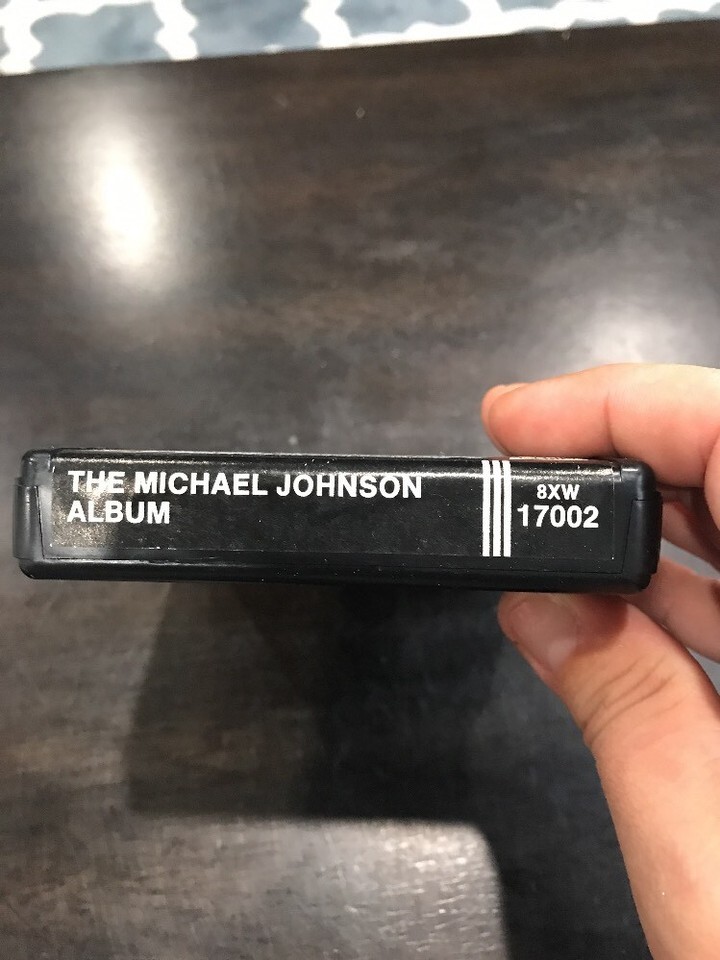 THE MICHAEL JOHNSON
ALBUM
8XW
17002